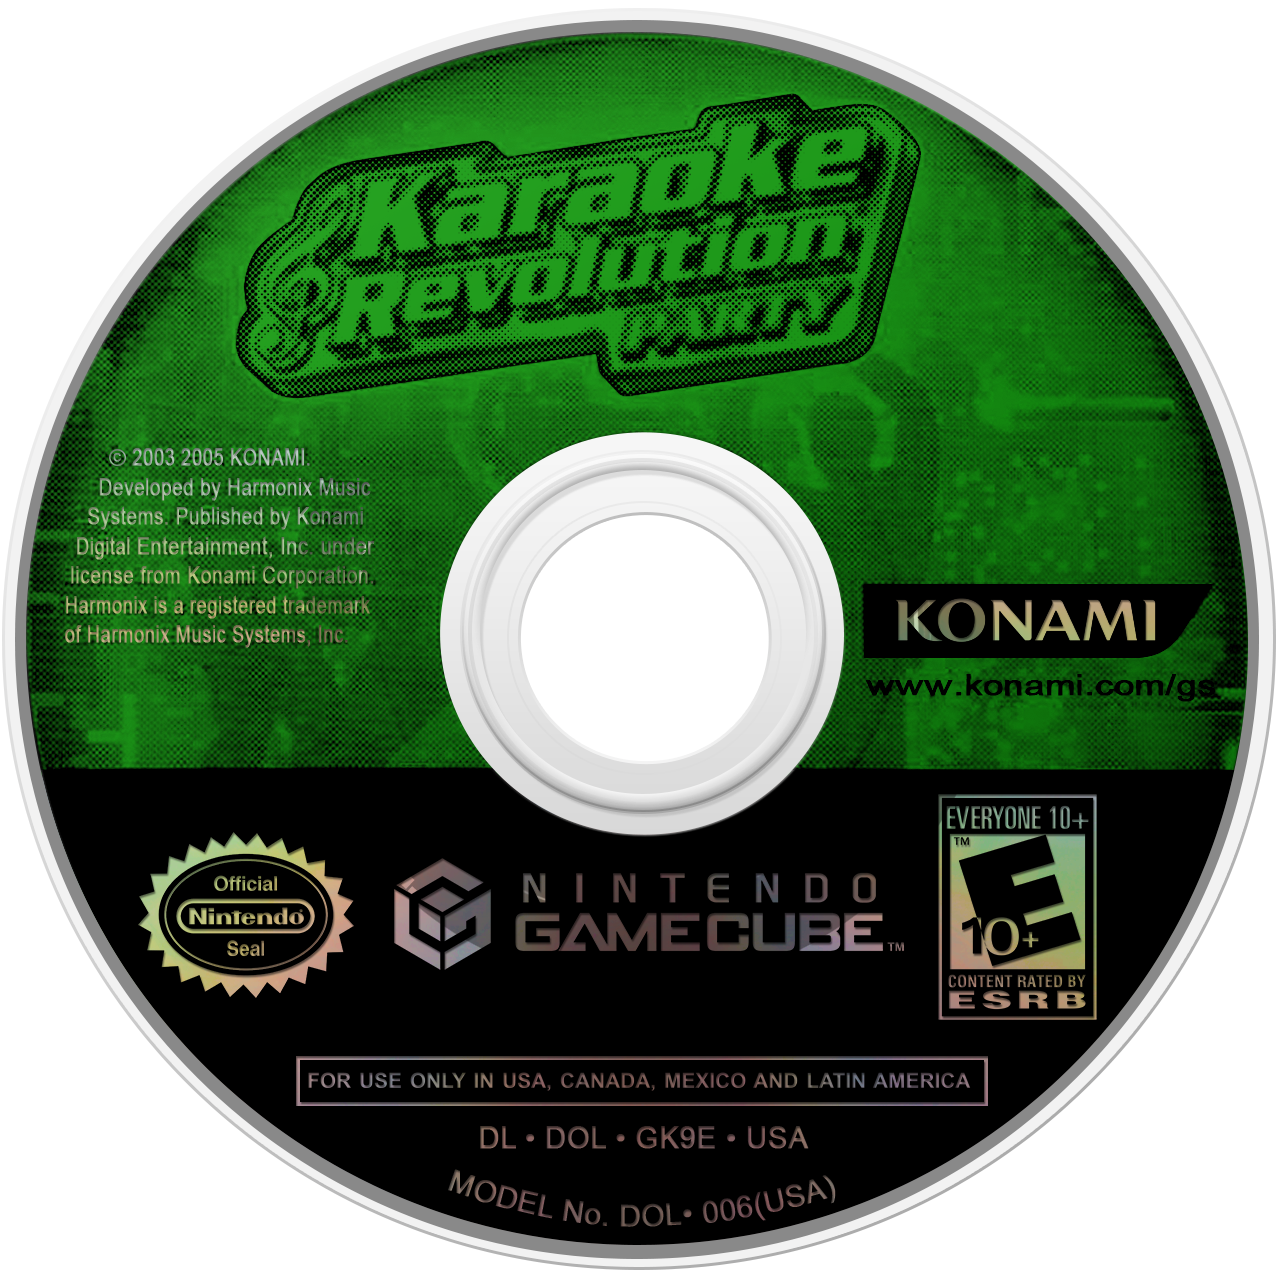 Karaoke
Revolution
PARTY
© 2003 2005 KONAMI.
Developed by Harmonix Music
Systems. Published by Konami
Digital Entertainment, Inc. under
license from Konami Corporation.
Harmonix is a registered trademark
of Harmonix Music Systems, Inc.
KONAMI
www.konami.com/gs
Official
Nintendo®
Seal
NINTENDO
GAMECUBE™
EVERYONE 10+
™
E
10+
CONTENT RATED BY
ESRB
FOR USE ONLY IN USA, CANADA, MEXICO AND LATIN AMERICA
DL • DOL • GK9E • USA
MODEL No. DOL• 006(USA)